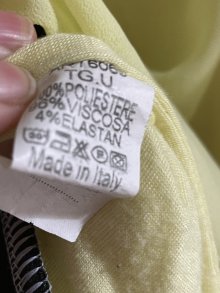 TG.U
POLIESTERE
VISCOSA
4% ELASTAN
Made in Italy